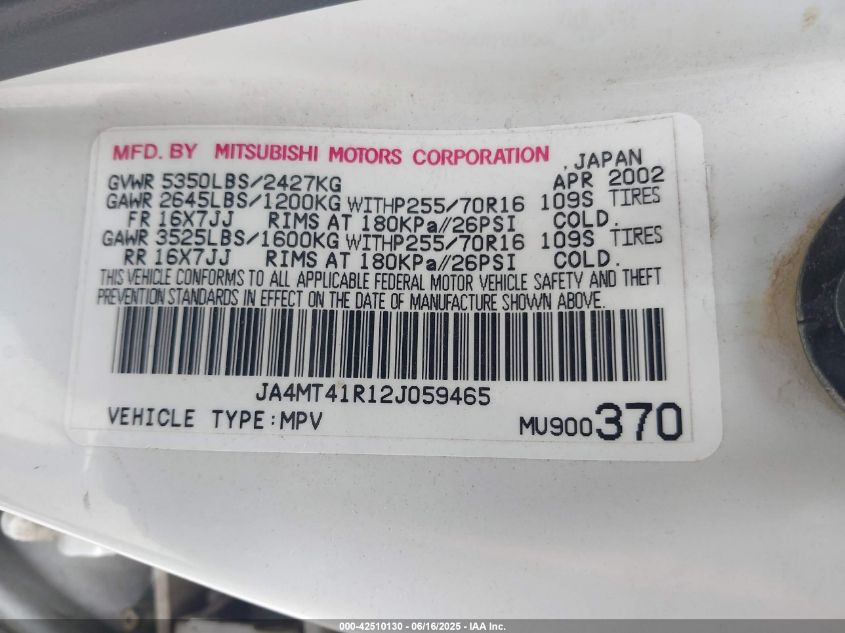 MFD. BY MITSUBISHI MOTORS CORPORATION, JAPAN
GVWR 5350LBS/2427KG APR 2002
GAWR 2645LBS/1200KG WITHP255/70R16 109S TIRES
FR 16X7JJ RIMS AT 180KPa//26PSI COLD.
GAWR 3525LBS/1600KG WITHP255/70R16 109S TIRES
RR 16X7JJ RIMS AT 180KPa//26PSI COLD.
THIS VEHICLE CONFORMS TO ALL APPLICABLE FEDERAL MOTOR VEHICLE SAFETY AND THEFT
PREVENTION STANDARDS IN EFFECT ON THE DATE OF MANUFACTURE SHOWN ABOVE.
JA4MT41R12J059465
VEHICLE TYPE:MPV MU900370
000-42510130 - 06/16/2025 - IAA Inc.